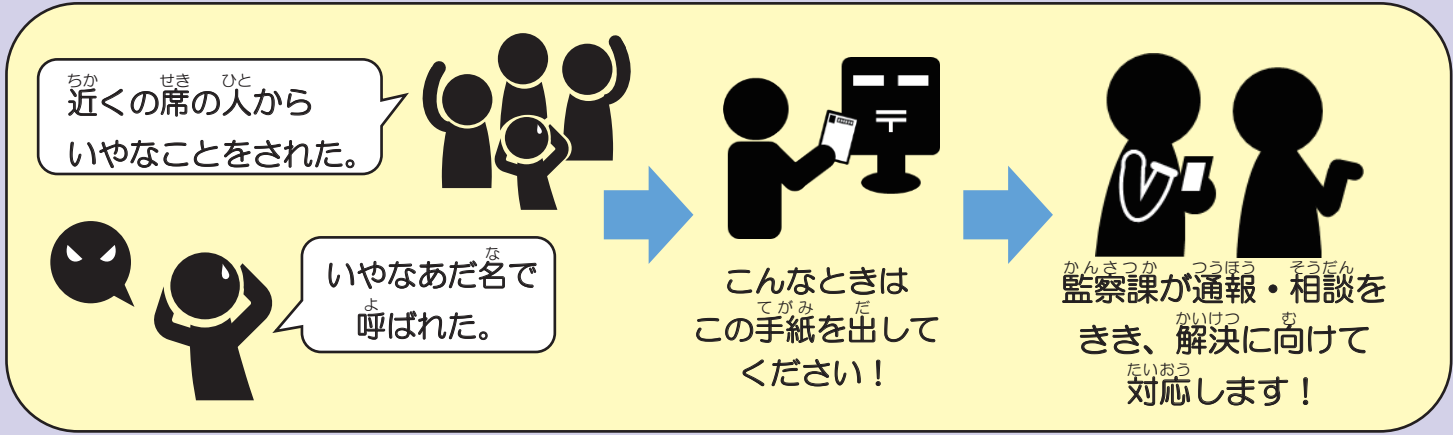 近くの席の人から
いやなことをされた。
いやなあだ名で
呼ばれた。
こんなときは
この手紙を出して
ください！
監察課が通報・相談を
きき、解決に向けて
対応します！